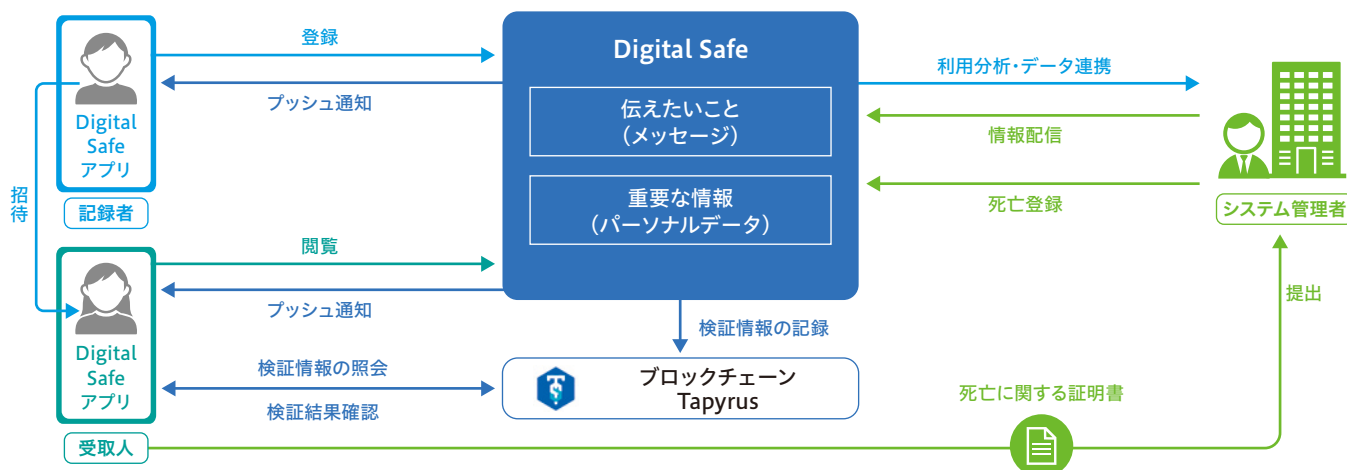 登録
プッシュ通知
Digital
Safe
アプリ
記録者
招待
Digital Safe
伝えたいこと
(メッセージ)
重要な情報
(パーソナルデータ)
利用分析・データ連携
情報配信
死亡登録
システム管理者
閲覧
プッシュ通知
Digital
Safe
アプリ
受取人
検証情報の照会
検証結果確認
検証情報の記録
ブロックチェーン
Tapyrus
死亡に関する証明書
提出